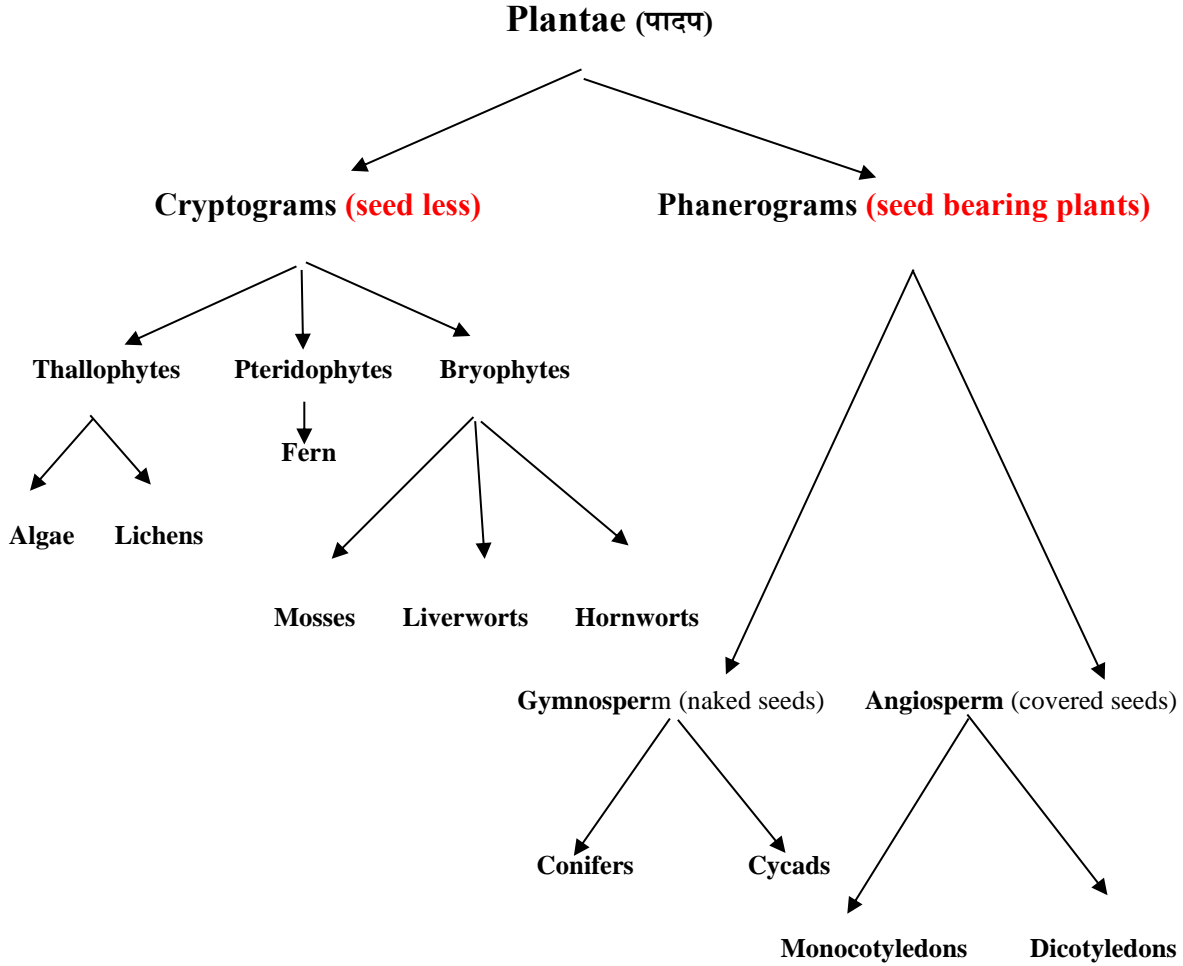 Plantae (पादप)
Cryptograms (seed less) Phanerograms (seed bearing plants)
Thallophytes Pteridophytes Bryophytes
Fern
Algae Lichens
Mosses Liverworts Hornworts
Gymnosperm (naked seeds) Angiosperm (covered seeds)
Conifers Cycads
Monocotyledons Dicotyledons